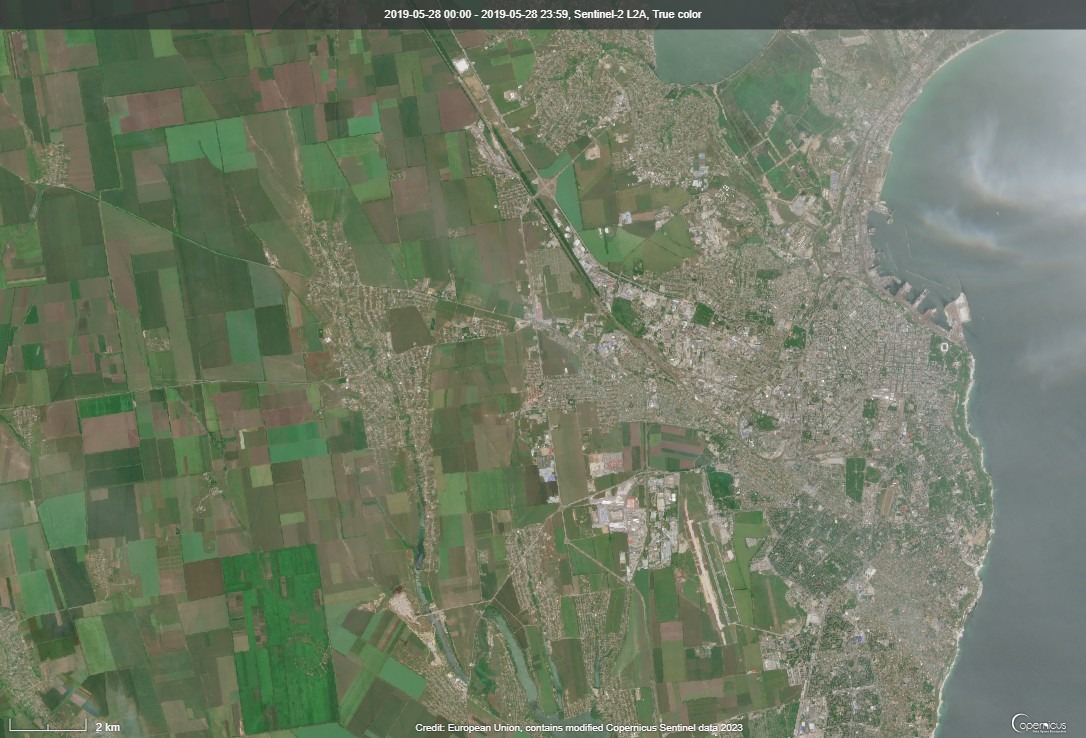 2019-05-28 00:00 - 2019-05-28 23:59, Sentinel-2 L2A, True color
2 km
Credit: European Union, contains modified Copernicus Sentinel data 2023
opernicus